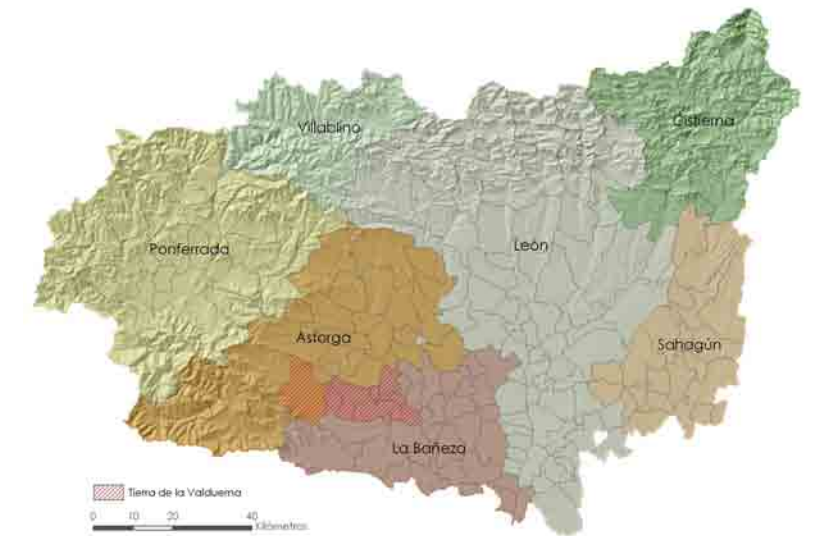 Villablino
Cistierna
Ponferrada
León
Astorga
Sahagún
La Bañeza
Tierra de la Valduerna
0 10 20 40
Kilómetros